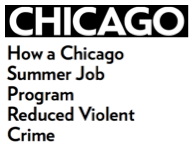 CHICAGO
How a Chicago
Summer Job
Program
Reduced Violent
Crime